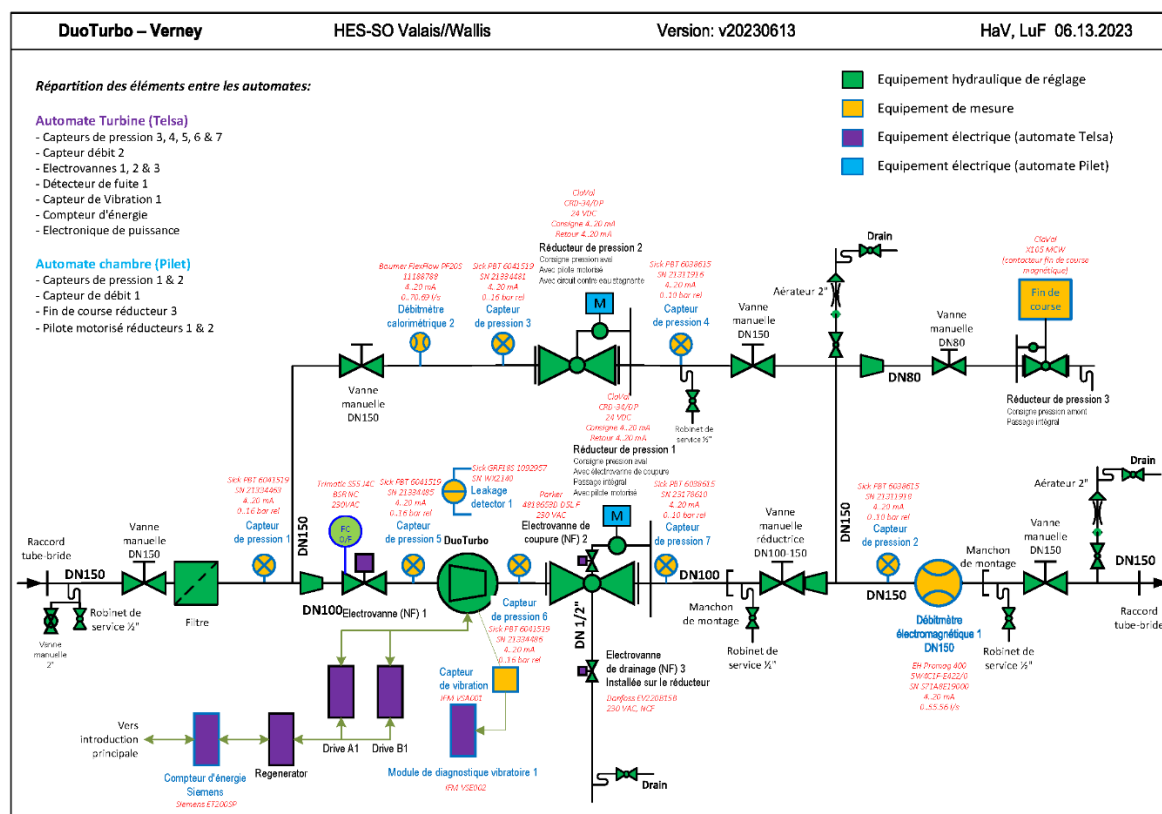 DuoTurbo – Verney
HES-SO Valais//Wallis
Version: v20230613
HaV, LuF 06.13.2023
Répartition des éléments entre les automates:
Automate Turbine (Telsa)
- Capteurs de pression 3, 4, 5, 6 & 7
- Capteur débit 2
- Electrovannes 1, 2 & 3
- Détecteur de fuite 1
- Capteur de Vibration 1
- Compteur d'énergie
- Electronique de puissance
Automate chambre (Pilet)
- Capteurs de pression 1 & 2
- Capteur de débit 1
- Fin de course réducteur 3
- Pilote motorisé réducteurs 1 & 2
Equipement hydraulique de réglage
Equipement de mesure
Equipement électrique (automate Telsa)
Equipement électrique (automate Pilet)
ClaVal
CRD-34/DP
24 VDC
Consigne 4..20 mA
Retour 4..20 mA
Réducteur de pression 2
Consigne pression aval
Avec pilote motorisé
Avec circuit contre eau stagnante
M
Baumer FlexFlow PF20S
11188788
4..20 mA
0..70.69 l/s
Débitmètre
calorimétrique 2
Sick PBT 6041519
SN 21334481
4..20 mA
0..16 bar rel
Capteur
de pression 3
Sick PBT 6038615
SN 21311916
4..20 mA
0..10 bar rel
Capteur
de pression 4
Vanne
manuelle
DN150
Drain
Aérateur 2"
ClaVal
X105 MCW
(contacteur fin de course
magnétique)
Fin de
course
Vanne
manuelle
DN80
DN80
Réducteur de pression 3
Consigne pression amont
Passage intégral
Vanne
manuelle
DN150
Robinet de
service ½"
ClaVal
CRD-34/DP
24 VDC
Consigne 4..20 mA
Retour 4..20 mA
Réducteur de pression 1
Consigne pression aval
Avec électrovanne de coupure
Passage intégral
Avec pilote motorisé
M
Sick PBT 6041519
SN 21334463
4..20 mA
0..16 bar rel
Capteur
de pression 1
DN150
Trimatic S55 J4C
BSR NC
230VAC
FC
O/F
Sick PBT 6041519
SN 21334485
4..20 mA
0..16 bar rel
Capteur
de pression 5
Sick GRF18S 1092957
SN WX2140
Leakage
detector 1
DuoTurbo
Parker
481865BB DSL F
230 VAC
Electrovanne de
coupure (NF) 2
Sick PBT 6038615
SN 23178610
4..20 mA
0..10 bar rel
Capteur
de pression 7
Vanne
manuelle
réductrice
DN100-150
DN150
Sick PBT 6038615
SN 21311918
4..20 mA
0..10 bar rel
Capteur
de pression 2
Manchon
de montage
Vanne
manuelle
DN150
Aérateur 2"
Drain
DN150
Raccord
tube-bride
Raccord
tube-bride
DN150
Vanne
manuelle
DN150
Robinet de
service ½"
Vanne
manuelle
2"
Filtre
DN100
Electrovanne (NF) 1
Capteur
de pression 6
Sick PBT 6041519
SN 21334486
4..20 mA
0..16 bar rel
DN 1/2"
DN100
Manchon
de montage
Robinet de
service ½"
DN150
Débitmètre
électromagnétique 1
DN150
EH Promag 400
5W4C1F-E422/0
SN S71A8E19000
4..20 mA
0..55.56 l/s
Robinet de
service ½"
Electrovanne
de drainage (NF) 3
Installée sur le réducteur
Danfoss EV220B15B
230 VAC, NCF
Capteur
de vibration
IFM VSA001
Module de diagnostique vibratoire 1
IFM VSE002
Drive A1
Drive B1
Vers
introduction
principale
Compteur d'énergie
Siemens
Siemens ET200SP
Regenerator
Drain